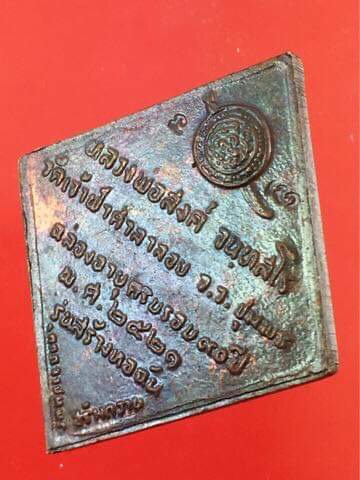 หลวงพ่อสงฆ์ จนฺทสโร
วัดเจ้าฟ้าศาลาลอย จ.ว. ชุมพร
ฉลองอายุครบรอบ ๙๐ ปี
พ.ศ. ๒๕๒๑
รุ่นสร้างหอฉัน